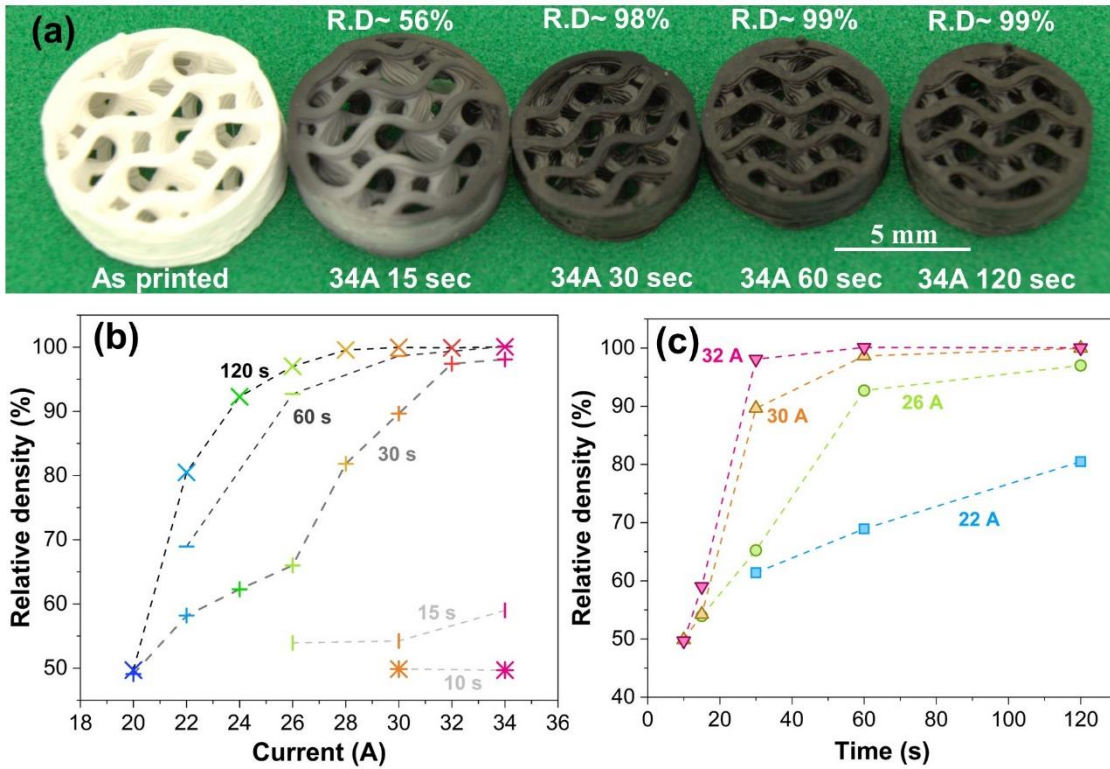 (a)
R.D~ 56%
R.D~ 98%
R.D~ 99%
R.D~ 99%
5 mm
As printed
34A 15 sec
34A 30 sec
34A 60 sec
34A 120 sec
(b)
100
90
80
70
60
50
Relative density (%)
120 s
60 s
30 s
15 s
10 s
18 20 22 24 26 28 30 32 34 36
Current (A)
(c)
100
90
80
70
60
50
40
Relative density (%)
32 A
30 A
26 A
22 A
0 20 40 60 80 100 120
Time (s)